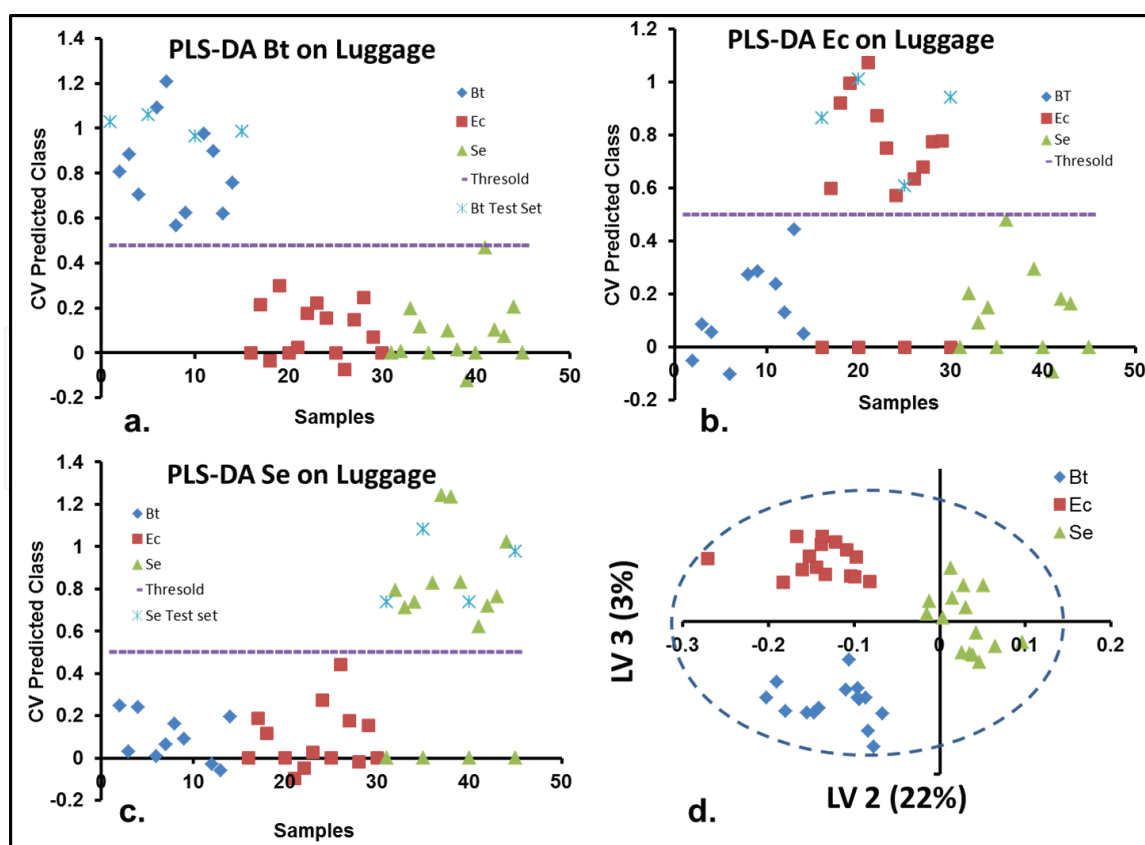 PLS-DA Bt on Luggage
CV Predicted Class
1.4
1.2
1
0.8
0.6
0.4
0.2
0
-0.2
0 10 20 30 40 50
Samples
Bt
Ec
Se
Thresold
Bt Test Set
a.
PLS-DA Ec on Luggage
CV Predicted Class
1.2
1
0.8
0.6
0.4
0.2
0
-0.2
0 10 20 30 40 50
Samples
BT
Ec
Se
Thresold
b.
PLS-DA Se on Luggage
CV Predicted Class
1.4
1.2
1
0.8
0.6
0.4
0.2
0
-0.2
0 10 20 30 40 50
Samples
Bt
Ec
Se
Thresold
Se Test set
c.
Bt
Ec
Se
LV 3 (3%)
-0.3 -0.2 -0.1 0 0.1 0.2
LV 2 (22%)
d.